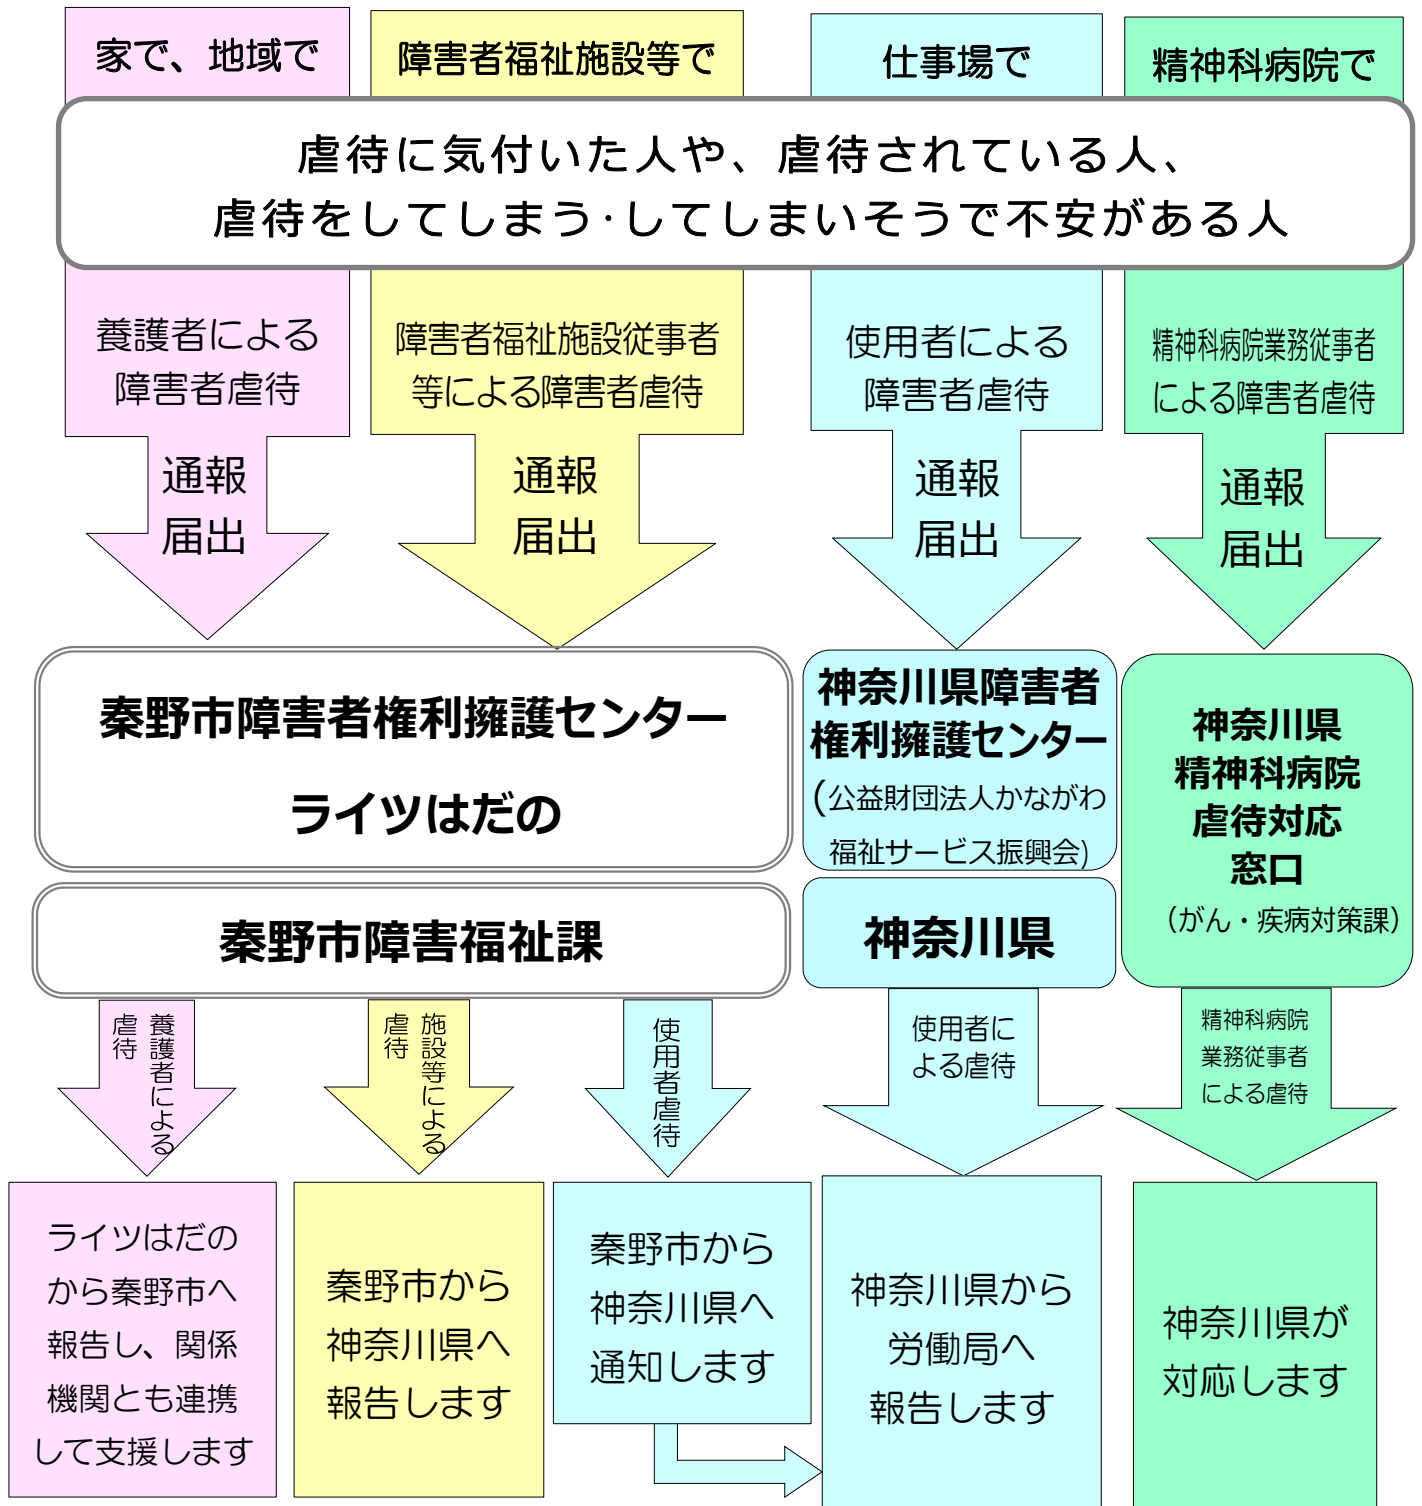 家で、地域で
障害者福祉施設等で
仕事場で
精神科病院で
虐待に気付いた人や、虐待されている人、
虐待をしてしまう·してしまいそうで不安がある人
養護者による
障害者虐待
障害者福祉施設従事者
等による障害者虐待
使用者による
障害者虐待
精神科病院業務従事者
による障害者虐待
通報
届出
通報
届出
通報
届出
通報
届出
秦野市障害者権利擁護センター
ライツはだの
神奈川県障害者
権利擁護センター
(公益財団法人かながわ
福祉サービス振興会)
神奈川県
精神科病院
虐待対応
窓口
（がん・疾病対策課）
秦野市障害福祉課
神奈川県
養護者による
虐待
施設等による
虐待
使用者虐待
使用者に
よる虐待
精神科病院
業務従事者
による虐待
ライツはだの
から秦野市へ
報告し、関係
機関とも連携
して支援します
秦野市から
神奈川県へ
報告します
秦野市から
神奈川県へ
通知します
神奈川県から
労働局へ
報告します
神奈川県が
対応します